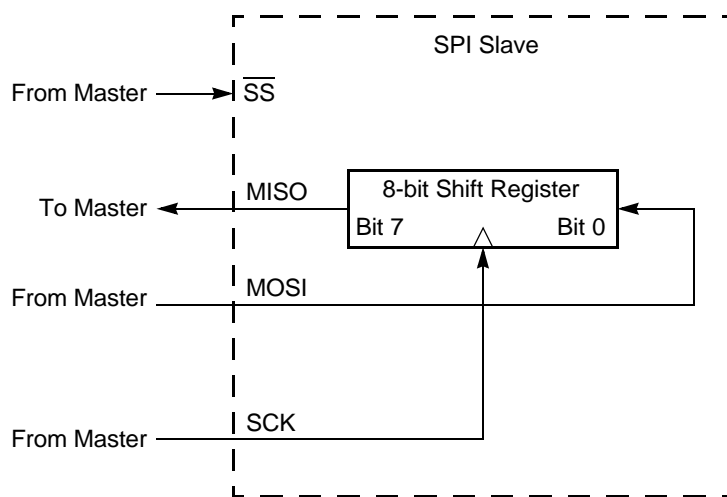 SPI Slave
From Master
S̅S̅
To Master
MISO
8-bit Shift Register
Bit 7
Bit 0
From Master
MOSI
From Master
SCK